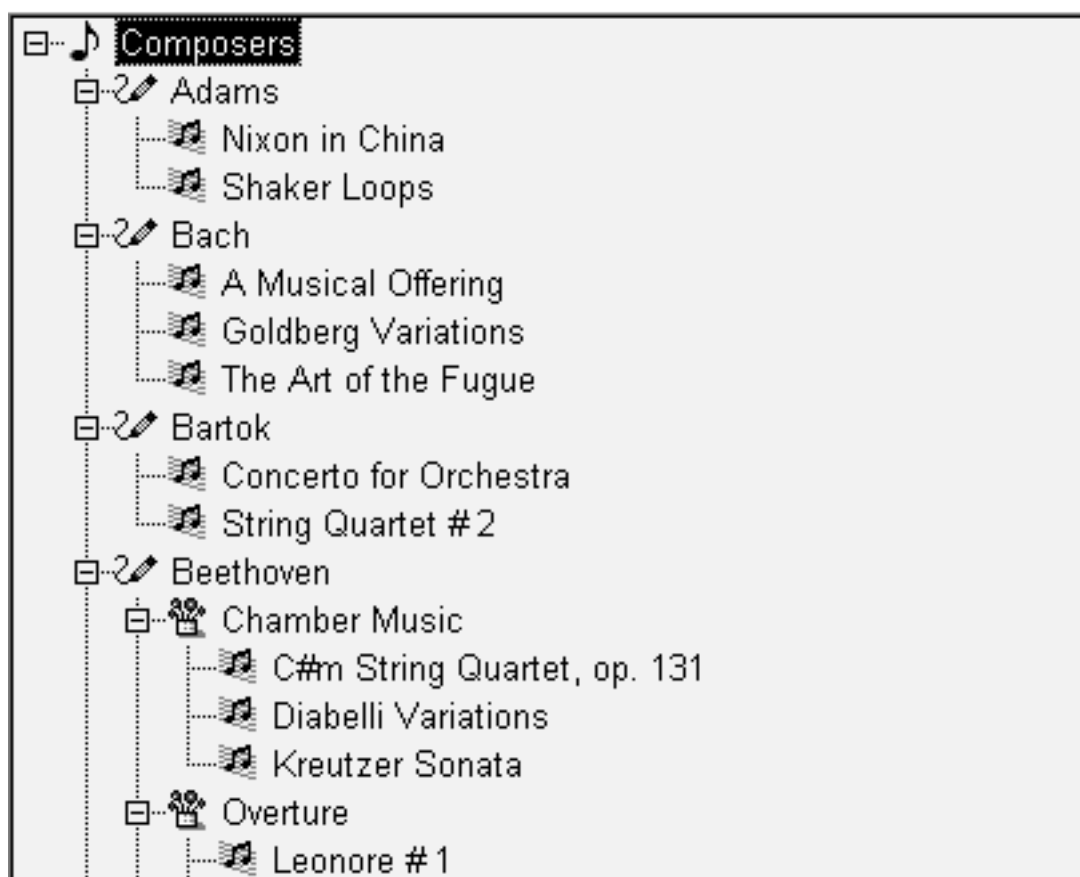 Composers
Adams
Nixon in China
Shaker Loops
Bach
A Musical Offering
Goldberg Variations
The Art of the Fugue
Bartok
Concerto for Orchestra
String Quartet #2
Beethoven
Chamber Music
C#m String Quartet, op. 131
Diabelli Variations
Kreutzer Sonata
Overture
Leonore #1